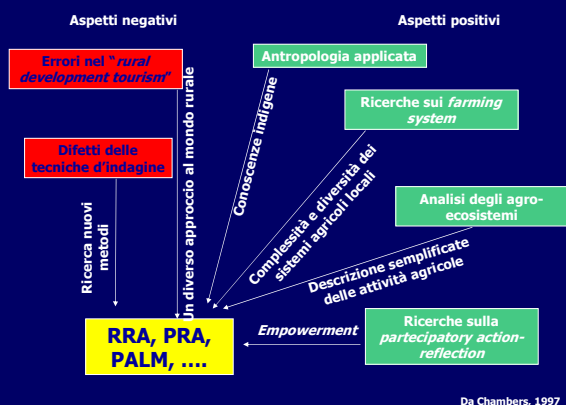 Aspetti negativi
Aspetti positivi
Errori nel "rural
development tourism"
Antropologia applicata
Ricerche sui farming
system
Difetti delle
tecniche d'indagine
Analisi degli agro-
ecosistemi
Ricerca nuovi
metodi
Un diverso approccio al mondo rurale
Conoscenze indigene
Complessità e diversità dei
sistemi agricoli locali
Descrizione semplificate
delle attività agricole
RRA, PRA,
PALM, ....
Empowerment
Ricerche sulla
partecipatory action-
reflection
Da Chambers, 1997